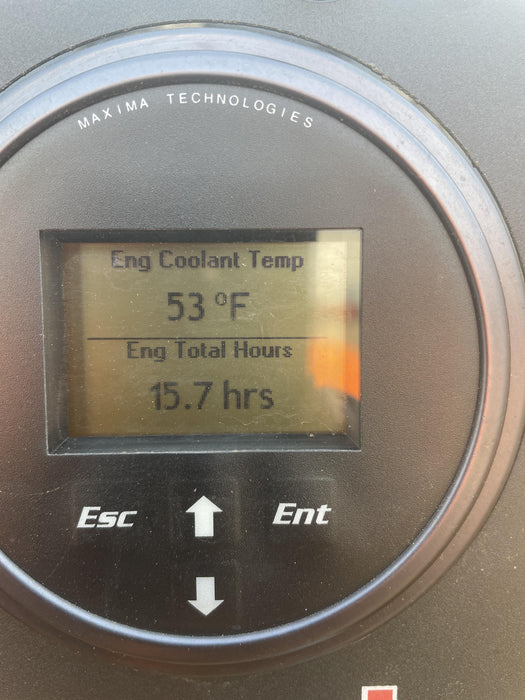 MAXIMA TECHNOLOGIES
Eng Coolant Temp
53 °F
Eng Total Hours
15.7 hrs
Esc
Ent